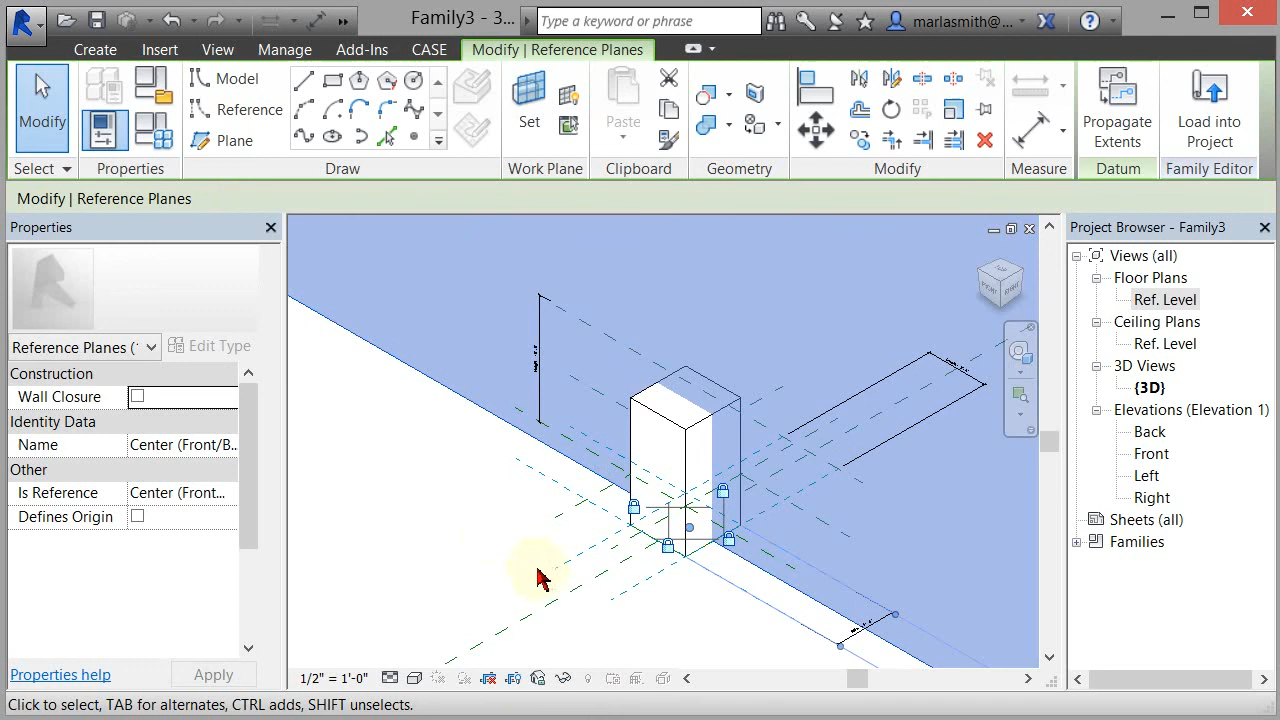 Family3 - 3...
Type a keyword or phrase
marlasmith@...
Create
Insert
View
Manage
Add-Ins
CASE
Modify | Reference Planes
Modify
Model
Reference
Plane
Set
Paste
Propagate
Extents
Load into
Project
Select
Properties
Draw
Work Plane
Clipboard
Geometry
Modify
Measure
Datum
Family Editor
Modify | Reference Planes
Properties
Reference Planes (
Edit Type
Construction
Wall Closure
Identity Data
Name Center (Front/B...
Other
Is Reference Center (Front...
Defines Origin
Properties help
Apply
Project Browser - Family3
Views (all)
Floor Plans
Ref. Level
Ceiling Plans
Ref. Level
3D Views
{3D}
Elevations (Elevation 1)
Back
Front
Left
Right
Sheets (all)
Families
1/2" = 1'-0"
Click to select, TAB for alternates, CTRL adds, SHIFT unselects.